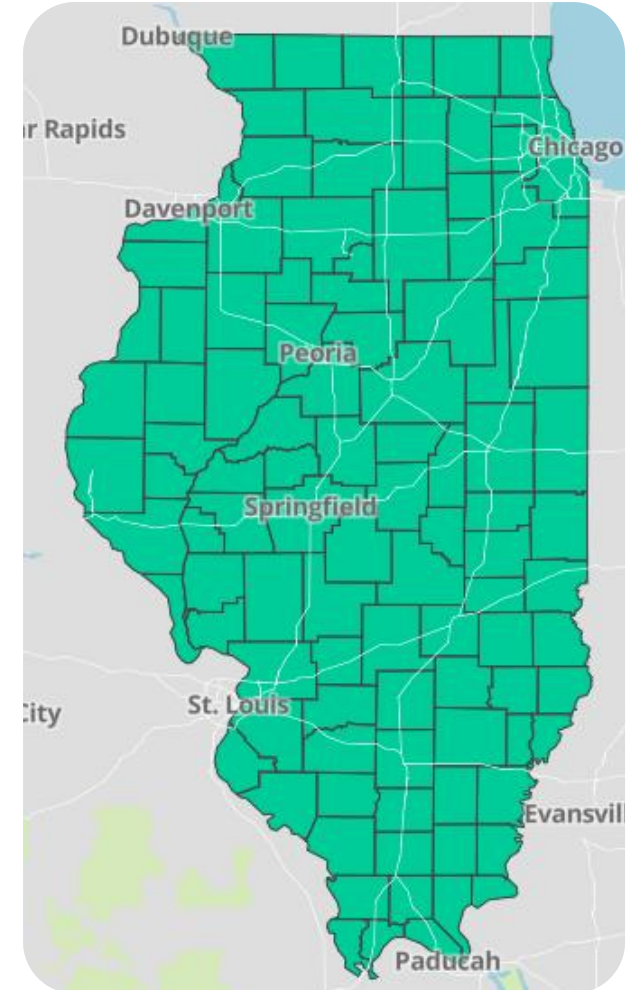 Dubuque
r Rapids
Chicago
Davenport
Peoria
Springfield
City
St. Louis
Evansvill
Paducah